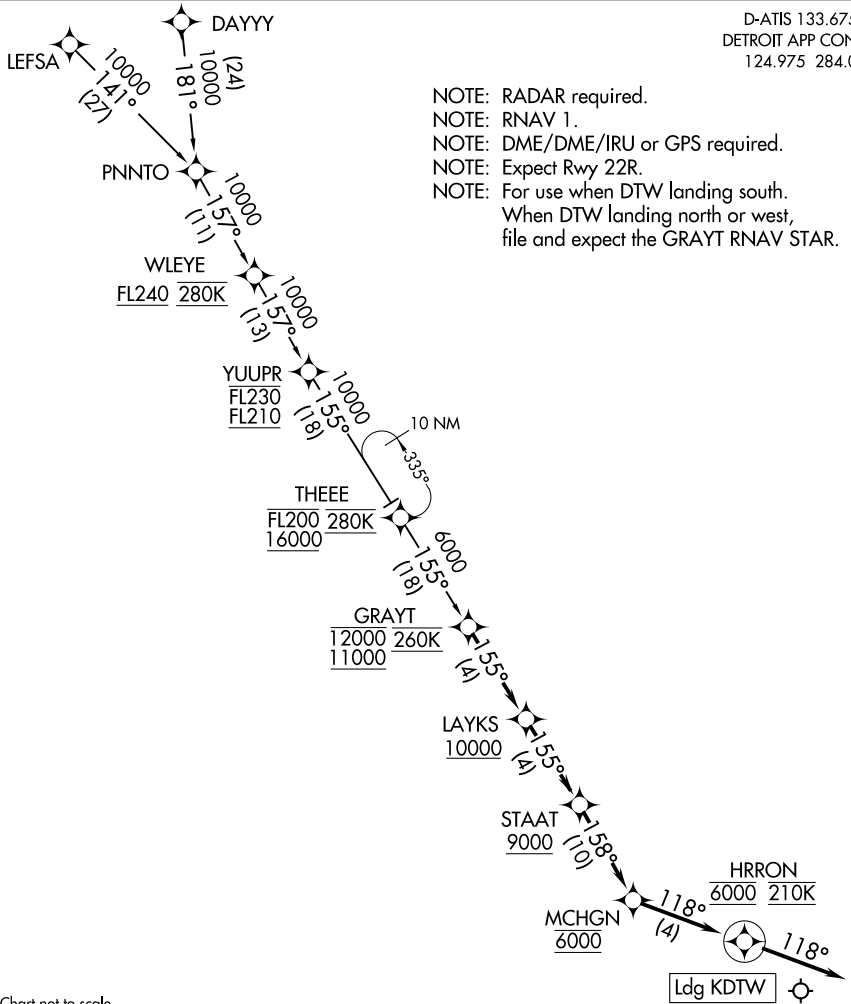 DAYYY
LEFSA
D-ATIS 133.675
DETROIT APP CON
124.975 284.0
10000
141°
(27)
(24)
10000
181°
NOTE: RADAR required.
NOTE: RNAV 1.
NOTE: DME/DME/IRU or GPS required.
NOTE: Expect Rwy 22R.
NOTE: For use when DTW landing south.
When DTW landing north or west,
file and expect the GRAYT RNAV STAR.
PNNTO
10000
157°
(11)
WLEYE
FL240 280K
10000
157°
(13)
YUUPR
FL230
FL210
10000
155°
(18)
10 NM
335°
THEEE
FL200 280K
16000
6000
155°
(18)
GRAYT
12000 260K
11000
155°
(4)
LAYKS
10000
155°
(4)
STAAT
9000
158°
(10)
HRRON
6000 210K
MCHGN
6000
118°
(4)
118°
Ldg KDTW
Chart not to scale